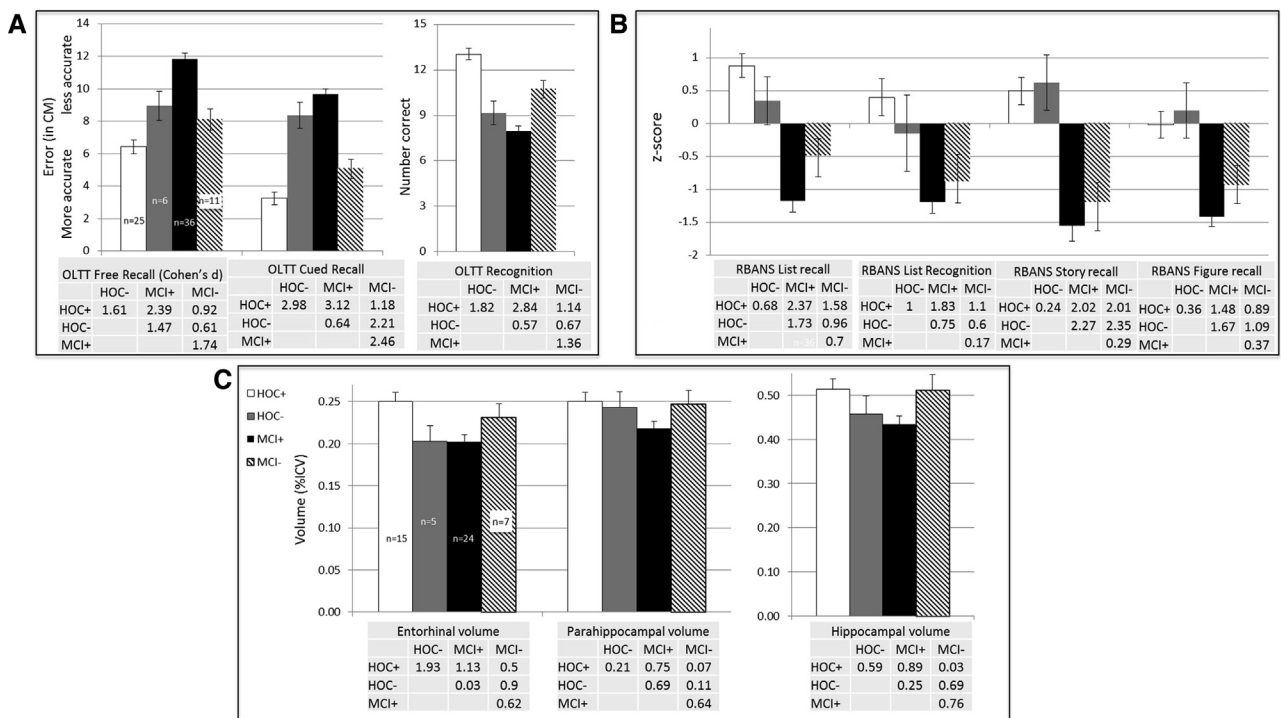 A
14
12
10
8
6
4
2
0
Error (in CM)
More accurate less accurate
n=25
n=6
n=36
n=11
15
12
9
6
3
0
Number correct
OLTT Free Recall (Cohen's d)
HOC- MCI+ MCI-
HOC+ 1.61 2.39 0.92
HOC- 1.47 0.61
MCI+ 1.74
OLTT Cued Recall
HOC- MCI+ MCI-
HOC+ 2.98 3.12 1.18
HOC- 0.64 2.21
MCI+ 2.46
OLTT Recognition
HOC- MCI+ MCI-
HOC+ 1.82 2.84 1.14
HOC- 0.57 0.67
MCI+ 1.36
B
1
0.5
0
-0.5
-1
-1.5
-2
z-score
RBANS List recall
HOC- MCI+ MCI-
HOC+ 0.68 2.37 1.58
HOC- 1.73 0.96
MCI+ 0.7
RBANS List Recognition
HOC- MCI+ MCI-
HOC+ 1 1.83 1.1
HOC- 0.75 0.6
MCI+ 0.17
RBANS Story recall
HOC- MCI+ MCI-
HOC+ 0.24 2.02 2.01
HOC- 2.27 2.35
MCI+ 0.29
RBANS Figure recall
HOC- MCI+ MCI-
HOC+ 0.36 1.48 0.89
HOC- 1.67 1.09
MCI+ 0.37
C
HOC+
HOC-
MCI+
MCI-
Volume (%ICV)
0.25
0.20
0.15
0.10
0.05
0.00
n=15
n=5
n=24
n=7
0.50
0.40
0.30
0.20
0.10
0.00
Entorhinal volume
HOC- MCI+ MCI-
HOC+ 1.93 1.13 0.5
HOC- 0.03 0.9
MCI+ 0.62
Parahippocampal volume
HOC- MCI+ MCI-
HOC+ 0.21 0.75 0.07
HOC- 0.69 0.11
MCI+ 0.64
Hippocampal volume
HOC- MCI+ MCI-
HOC+ 0.59 0.89 0.03
HOC- 0.25 0.69
MCI+ 0.76